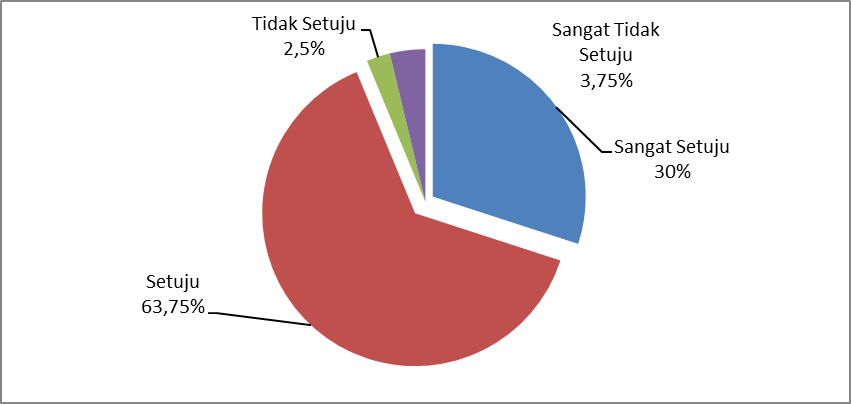 Tidak Setuju
2,5%
Sangat Tidak
Setuju
3,75%
Sangat Setuju
30%
Setuju
63,75%